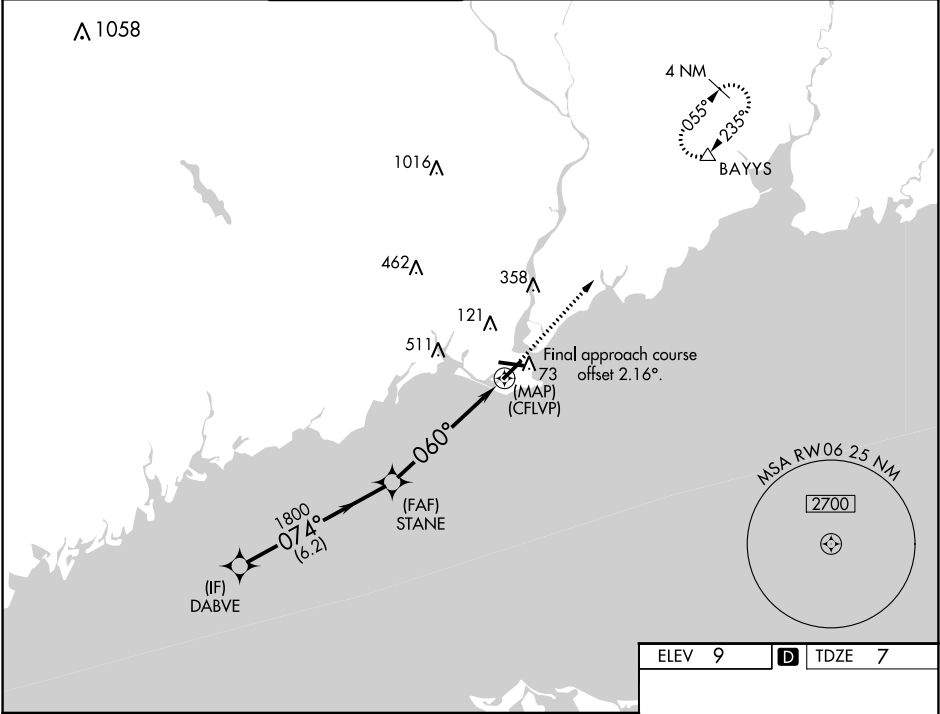 1058
4 NM
055°
235°
BAYYS
1016
462
358
121
511
73
Final approach course
offset 2.16°.
(MAP)
(CFLVP)
060°
(FAF)
STANE
1800
074°
(6.2)
(IF)
DABVE
MSA RW06 25 NM
2700
ELEV 9 D TDZE 7